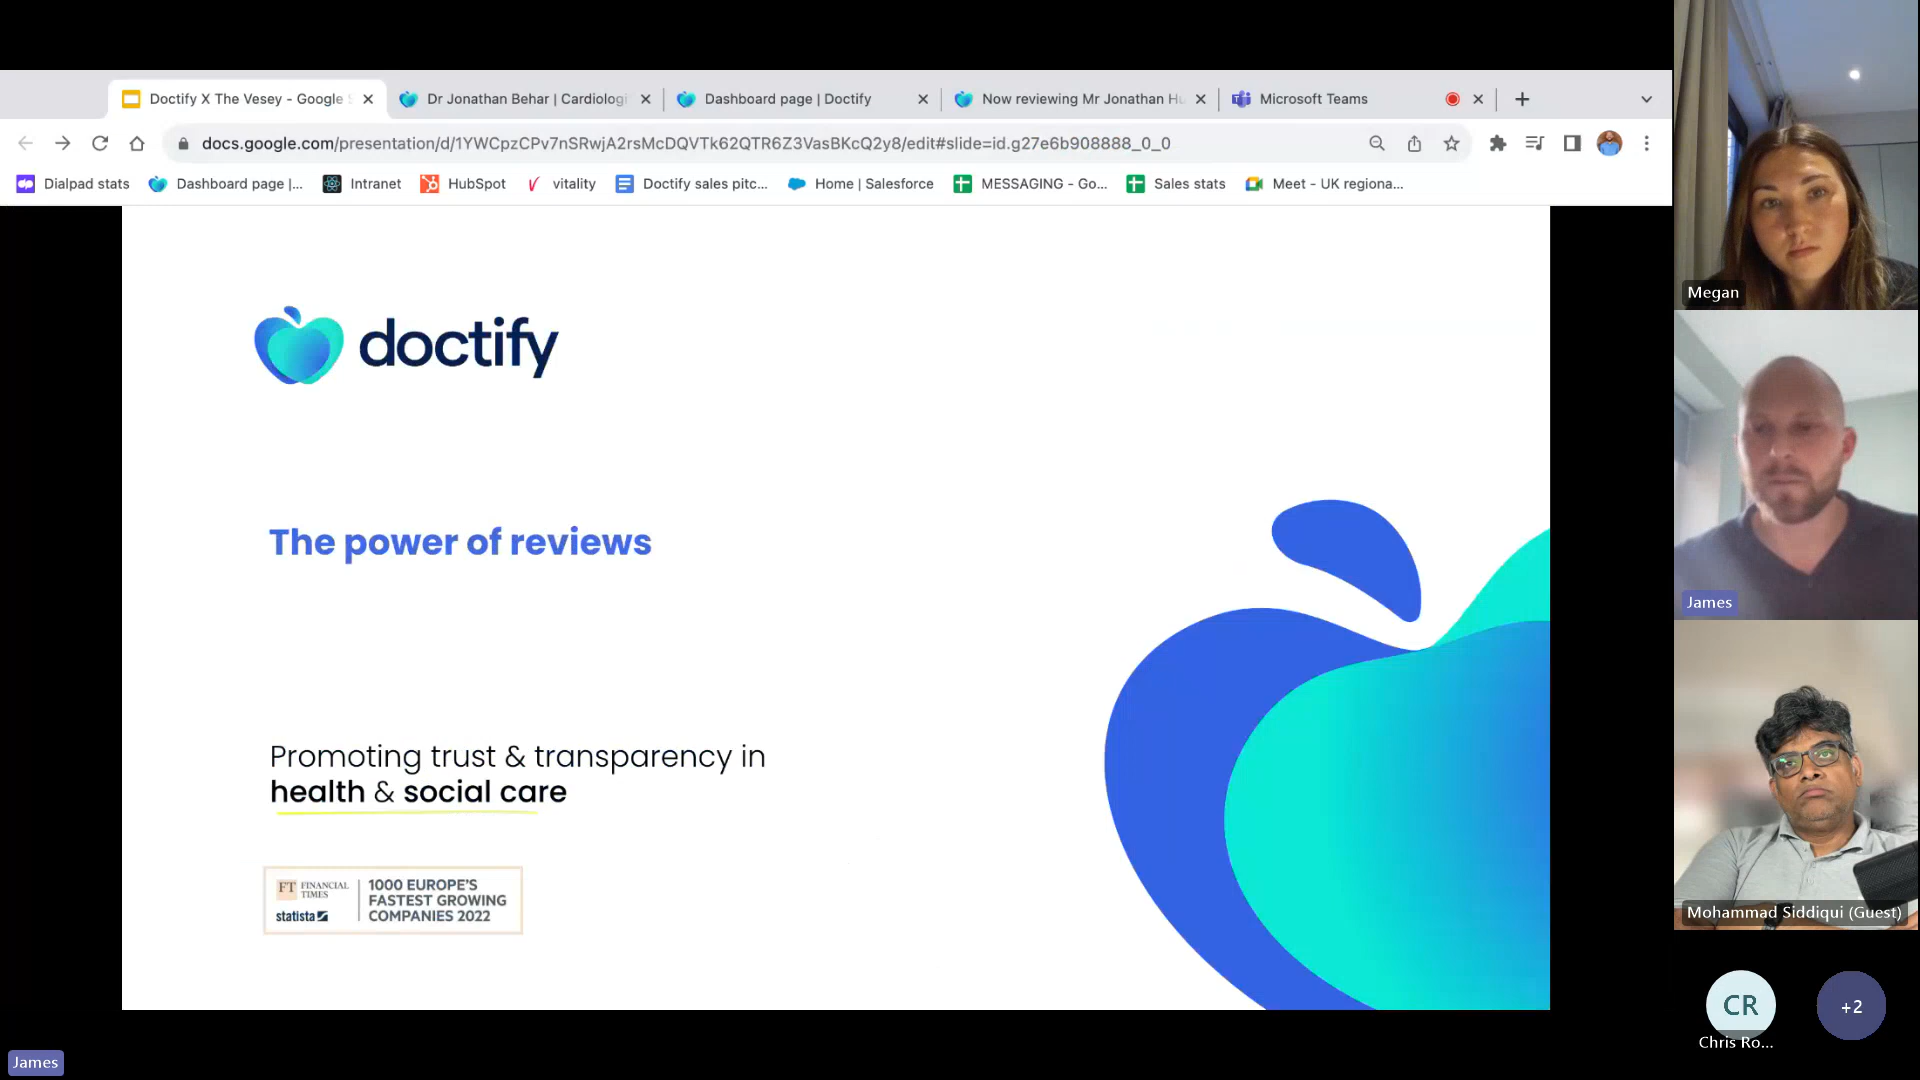 Doctify X The Vesey - Google S
Dr Jonathan Behar | Cardiologi
Dashboard page | Doctify
Now reviewing Mr Jonathan Hu
Microsoft Teams
docs.google.com/presentation/d/1YWCpzCPv7nSRwjA2rsMcDQVTk62QTR6Z3VasBKcQ2y8/edit#slide=id.g27e6b908888_0_0
Dialpad stats
Dashboard page |...
Intranet
HubSpot
vitality
Doctify sales pitc...
Home | Salesforce
MESSAGING - Go...
Sales stats
Meet - UK regiona...
doctify
The power of reviews
Promoting trust & transparency in
health & social care
FT FINANCIAL
TIMES
statista
1000 EUROPE'S
FASTEST GROWING
COMPANIES 2022
Megan
James
Mohammad Siddiqui (Guest)
CR
Chris Ro...
+2
James